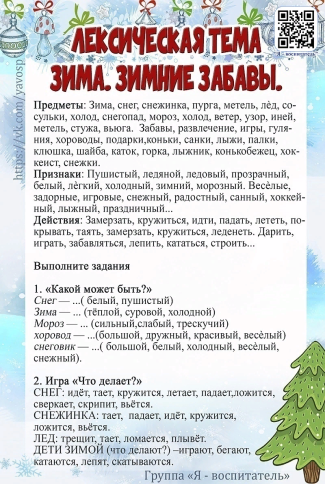 ЛЕКСИЧЕСКАЯ ТЕМА
ЗИМА. ЗИМНИЕ ЗАБАВЫ.
Я - воспитатель
https://vk.com/yavosp
Предметы: Зима, снег, снежинка, пурга, метель, лёд, со-
сульки, холод, снегопад, мороз, холод, ветер, узор, иней,
метель, стужа, вьюга.  Забавы, развлечение, игры, гуля-
ния, хороводы, подарки,коньки, санки, лыжи, палки,
клюшка, шайба, каток, горка, лыжник, конькобежец, хок-
кеист, снежки.
Признаки: Пушистый, ледяной, ледовый, прозрачный,
белый, лёгкий, холодный, зимний, морозный. Весёлые,
задорные, игровые, снежный, радостный, санный, хоккей-
ный, лыжный, праздничный...
Действия: Замерзать, кружиться, идти, падать, лететь, по-
крывать, таять, замерзать, кружиться, леденеть. Дарить,
играть, забавляться, лепить, кататься, строить...
Выполните задания
1. «Какой может быть?»
Снег — ...( белый, пушистый)
Зима — ... (тёплой, суровой, холодной)
Мороз — ... (сильный,слабый, трескучий)
хоровод — ...(большой, дружный, красивый, весёлый)
снеговик — ...( большой, белый, холодный, весёлый,
снежный).
2. Игра «Что делает?»
СНЕГ: идёт, тает, кружится, летает, падает,ложится,
сверкает, скрипит, вьётся.
СНЕЖИНКА: тает,  падает, идёт, кружится,
ложится, вьётся.
ЛЕД: трещит, тает, ломается, плывёт.
ДЕТИ ЗИМОЙ (что делают?) –играют, бегают,
катаются, лепят, скатываются.
Группа «Я - воспитатель»